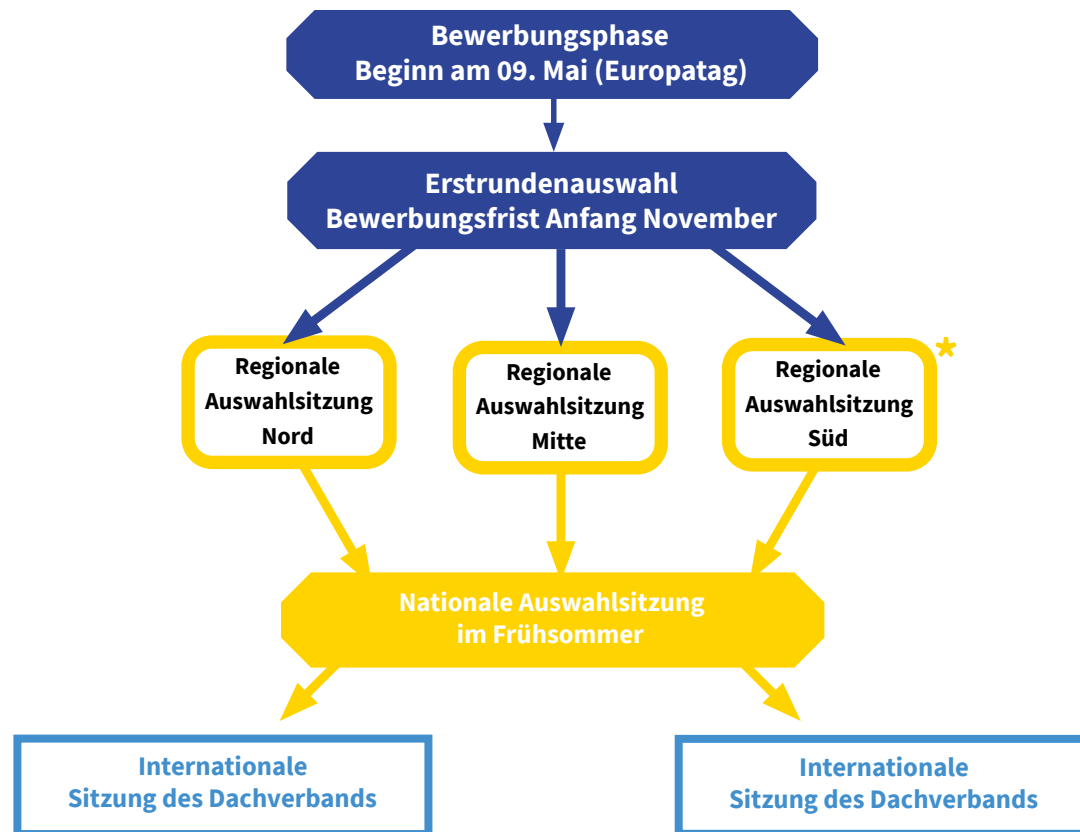 Bewerbungsphase
Beginn am 09. Mai (Europatag)
Erstrundenauswahl
Bewerbungsfrist Anfang November
Regionale
Auswahlsitzung
Nord
Regionale
Auswahlsitzung
Mitte
Regionale
Auswahlsitzung
Süd
*
Nationale Auswahlsitzung
im Frühsommer
Internationale
Sitzung des Dachverbands
Internationale
Sitzung des Dachverbands